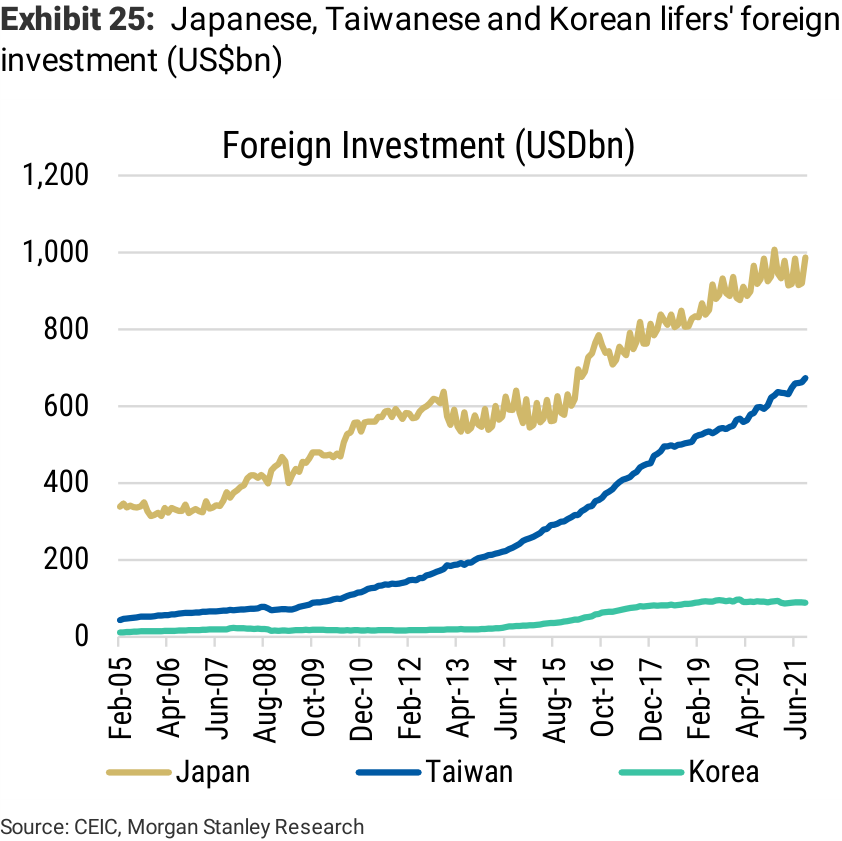 Exhibit 25: Japanese, Taiwanese and Korean lifers' foreign
investment (US$bn)
Foreign Investment (USDbn)
1,200
1,000
800
600
400
200
0
Feb-05
Apr-06
Jun-07
Aug-08
Oct-09
Dec-10
Feb-12
Apr-13
Jun-14
Aug-15
Oct-16
Dec-17
Feb-19
Apr-20
Jun-21
Japan
Taiwan
Korea
Source: CEIC, Morgan Stanley Research